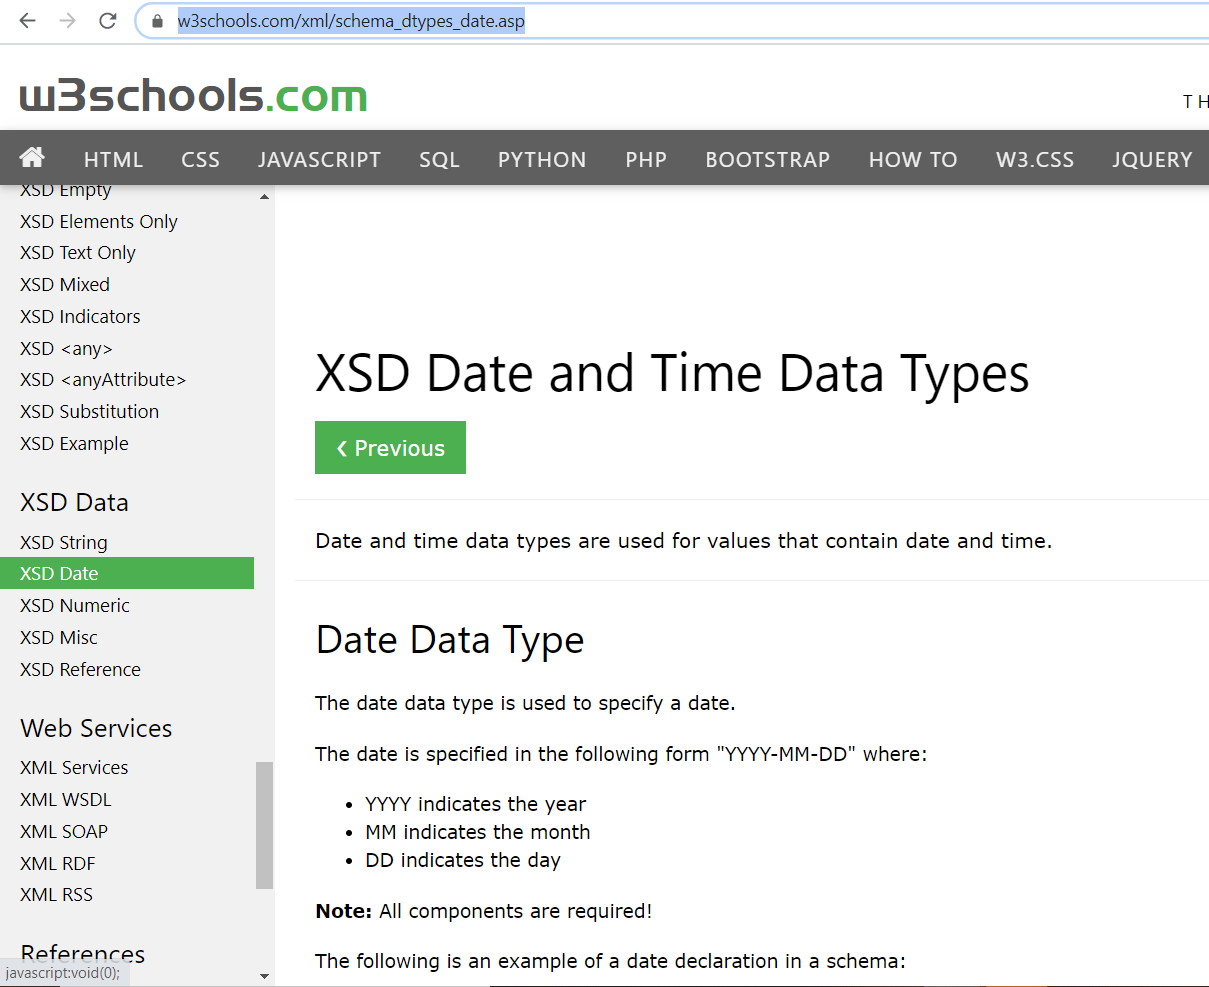 w3schools.com/xml/schema_dtypes_date.asp
w3schools.com
T H
HTML CSS JAVASCRIPT SQL PYTHON PHP BOOTSTRAP HOW TO W3.CSS JQUERY
XSD Empty
XSD Elements Only
XSD Text Only
XSD Mixed
XSD Indicators
XSD <any>
XSD <anyAttribute>
XSD Substitution
XSD Example
XSD Data
XSD String
XSD Date
XSD Numeric
XSD Misc
XSD Reference
Web Services
XML Services
XML WSDL
XML SOAP
XML RDF
XML RSS
References
javascript:void(0);
XSD Date and Time Data Types
❮ Previous
Date and time data types are used for values that contain date and time.
Date Data Type
The date data type is used to specify a date.
The date is specified in the following form "YYYY-MM-DD" where:
• YYYY indicates the year
• MM indicates the month
• DD indicates the day
Note: All components are required!
The following is an example of a date declaration in a schema: